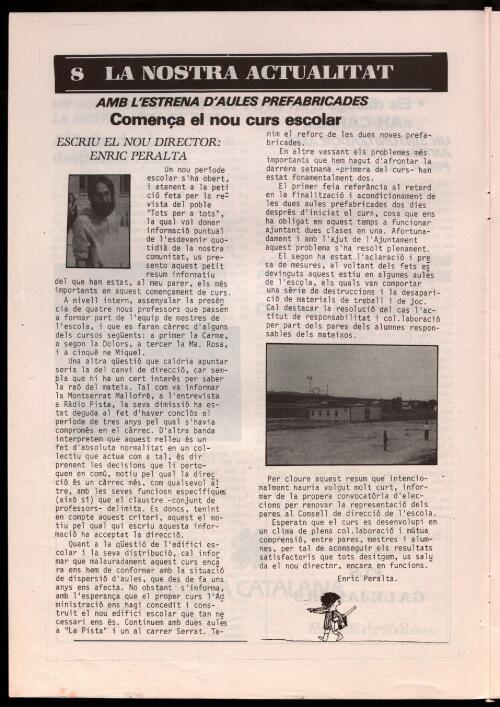 8 LA NOSTRA ACTUALITAT
AMB L'ESTRENA D'AULES PREFABRICADES
Comença el nou curs escolar
ESCRIU EL NOU DIRECTOR:
ENRIC PERALTA
Un nou període
escolar s'ha obert,
i atenent a la peti
ció feta per la re-
vista del poble
"Tots per a tots",
la qual vol donar
informació puntual
de l'esdevenir quo-
tidià de la nostra
comunitat, us pre-
sento aquest petit
resum informatiu
del que han estat, al meu parer, els més
importants en aquest començament de curs.
A nivell intern, assenyalar la presèn
cia de quatre nous professors que passen
a formar part de l'equip de mestres de
l'escola, i que es faran càrrec d'alguns
dels cursos següents: a primer la Carme,
a segon la Dolors, a tercer la Ma. Rosa,
i a cinquè ne Miquel.
Una altra qüestió que caldria apuntar
seria la del canvi de direcció, car sem-
bla que hi ha un cert interès per saber
la raó del mateix. Tal com va informar
la Montserrat Mallofrè, a l'entrevista
a Ràdio Pista, la seva dimissió ha es-
tat deguda al fet d'haver conclòs el
període de tres anys pel qual s'havia
compromès en el càrrec. D'altra banda
interpretem que aquest relleu és un
fet d'absoluta normalitat en un col-
lectiu que actua com a tal, és dir
prenent les decisions que li perto-
quen en comú, motiu pel qual la direc
ció és un càrrec més, com qualsevol al
tre, amb les seves funcions específiques
(això sí) que el claustre -conjunt de
professors- delimita. Es doncs, tenint
en compte aquest criteri, aquest el mo-
tiu pel qual qui escriu aquesta infor-
mació ha acceptat la direcció.
Quant a la qüestió de l'edifici es-
colar i la seva distribució, cal infor
mar que malauradament aquest curs enca
ra ens hem de conformar amb la situació
de dispersió d'aules, que des de fa uns
anys ens afecta. No obstant s'informa,
amb l'esperança que el proper curs l'Ad
ministració ens hagi concedit i cons-
truït el nou edifici escolar que tan ne
cessari ens és. Continuem amb dues aules
a "La Pista" i un al carrer Serrat. Te-
nim el reforç de les dues noves prefa-
bricades.
En altre vessant els problemes més
importants que hem hagut d'afrontar la
darrera setmana -primera del curs- han
estat fonamentalment dos.
El primer feia referència al retard
en la finalització i acondicionament de
les dues aules prefabricades dos dies
desprès d'iniciat el curs, cosa que ens
ha obligat en aquest temps a funcionar
ajuntant dues classes en una. Afortuna-
dament i amb l'ajut de l'Ajuntament
aquest problema s'ha resolt plenament.
El segon ha estat l'aclaració i pre
sa de mesures, al voltant dels fets es
devinguts aquest estiu en algunes aules
de l'escola, els quals van comportar
una sèrie de destruccions i la desapari-
ció de materials de treball i de joc.
Cal destacar la resolució del cas l'ac-
titut de responsabilitat i col.laboració
per part dels pares dels alumnes respon-
sables dels mateixos.
Per cloure aquest resum que intencio-
nalment hauria volgut molt curt, infor-
mar de la propera convocatòria d'elec-
cions per renovar la representació dels
pares al Consell de direcció de l'escola.
Esperatn que el curs es desenvolupi en
un clima de plena col.laboració i mútua
comprensió, entre pares, mestres i alum-
nes, per tal de aconseguir els resultats
satisfactoris que tots desitgem, us salu-
da el nou director, encara en funcions.
Enric Peralta.